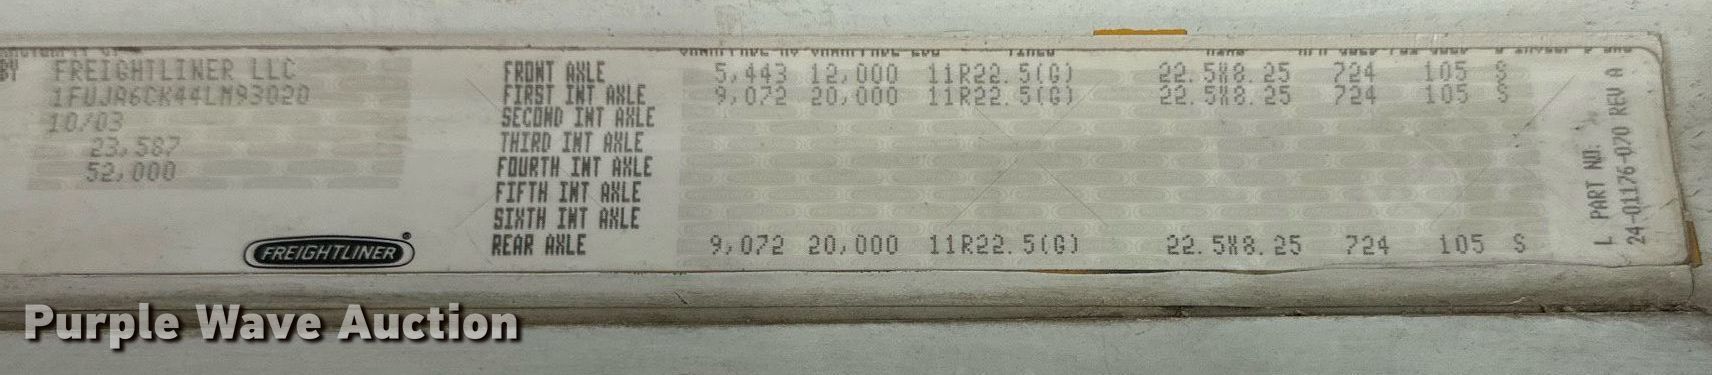 BY FREIGHTLINER LLC FRONT AXLE 5,443 12,000 11R22.5(G) 22.5X8.25 724 105 S
1FUJA6CK44LM93020 FIRST INT AXLE 9,072 20,000 11R22.5(G) 22.5X8.25 724 105 S
10/03 SECOND INT AXLE
23,587 THIRD INT AXLE
52,000 FOURTH INT AXLE
FIFTH INT AXLE
SIXTH INT AXLE
FREIGHTLINER® REAR AXLE 9,072 20,000 11R22.5(G) 22.5X8.25 724 105 S
L PART NO.
24-01176-020 REV A
Purple Wave Auction